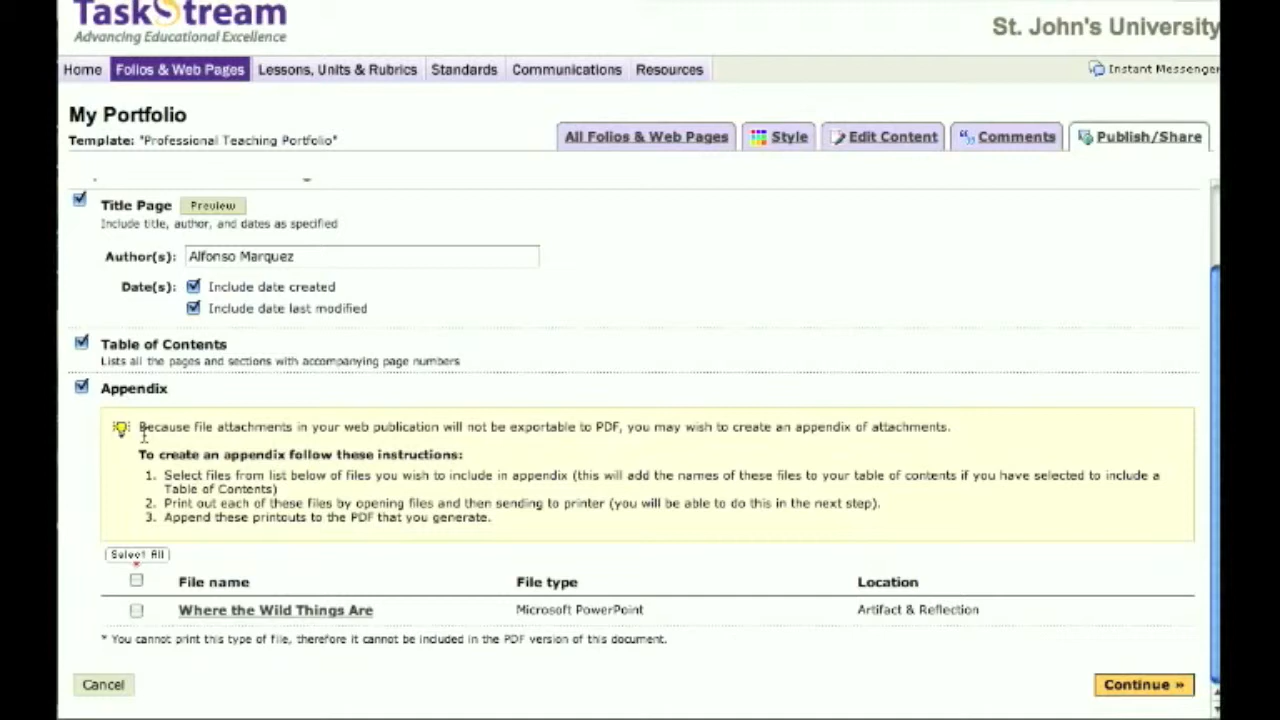 TaskStream
Advancing Educational Excellence
St. John's University
Home Folios & Web Pages Lessons, Units & Rubrics Standards Communications Resources Instant Messenger
My Portfolio
Template: "Professional Teaching Portfolio"
All Folios & Web Pages Style Edit Content Comments Publish/Share
Title Page Preview
Include title, author, and dates as specified
Author(s): Alfonso Marquez
Date(s): Include date created
Include date last modified
Table of Contents
Lists all the pages and sections with accompanying page numbers
Appendix
Because file attachments in your web publication will not be exportable to PDF, you may wish to create an appendix of attachments.
To create an appendix follow these instructions:
1. Select files from list below of files you wish to include in appendix (this will add the names of these files to your table of contents if you have selected to include a
Table of Contents)
2. Print out each of these files by opening files and then sending to printer (you will be able to do this in the next step).
3. Append these printouts to the PDF that you generate.
Select All
File name File type Location
Where the Wild Things Are Microsoft PowerPoint Artifact & Reflection
* You cannot print this type of file, therefore it cannot be included in the PDF version of this document.
Cancel Continue »